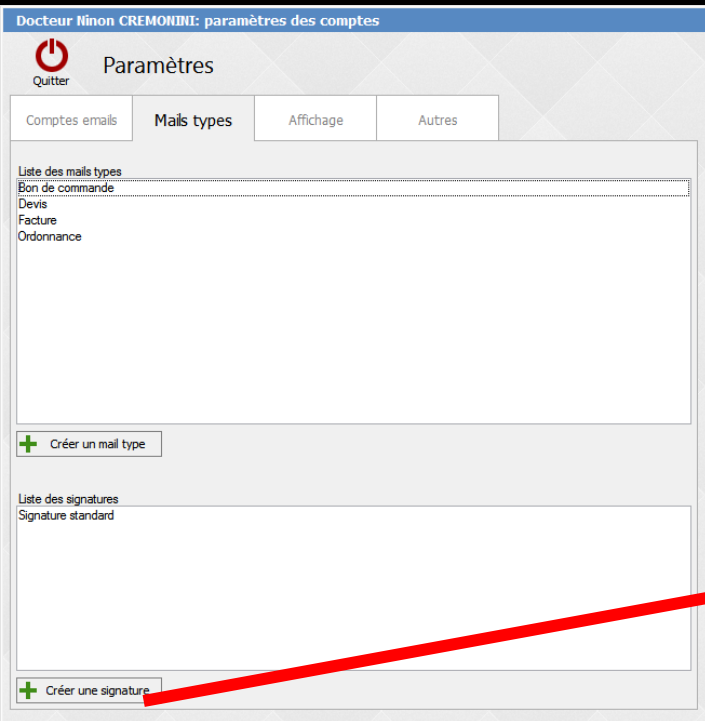 Docteur Ninon CREMONINI: paramètres des comptes
Quitter
Paramètres
Comptes emails
Mails types
Affichage
Autres
Liste des mails types
Bon de commande
Devis
Facture
Ordonnance
Créer un mail type
Liste des signatures
Signature standard
Créer une signature